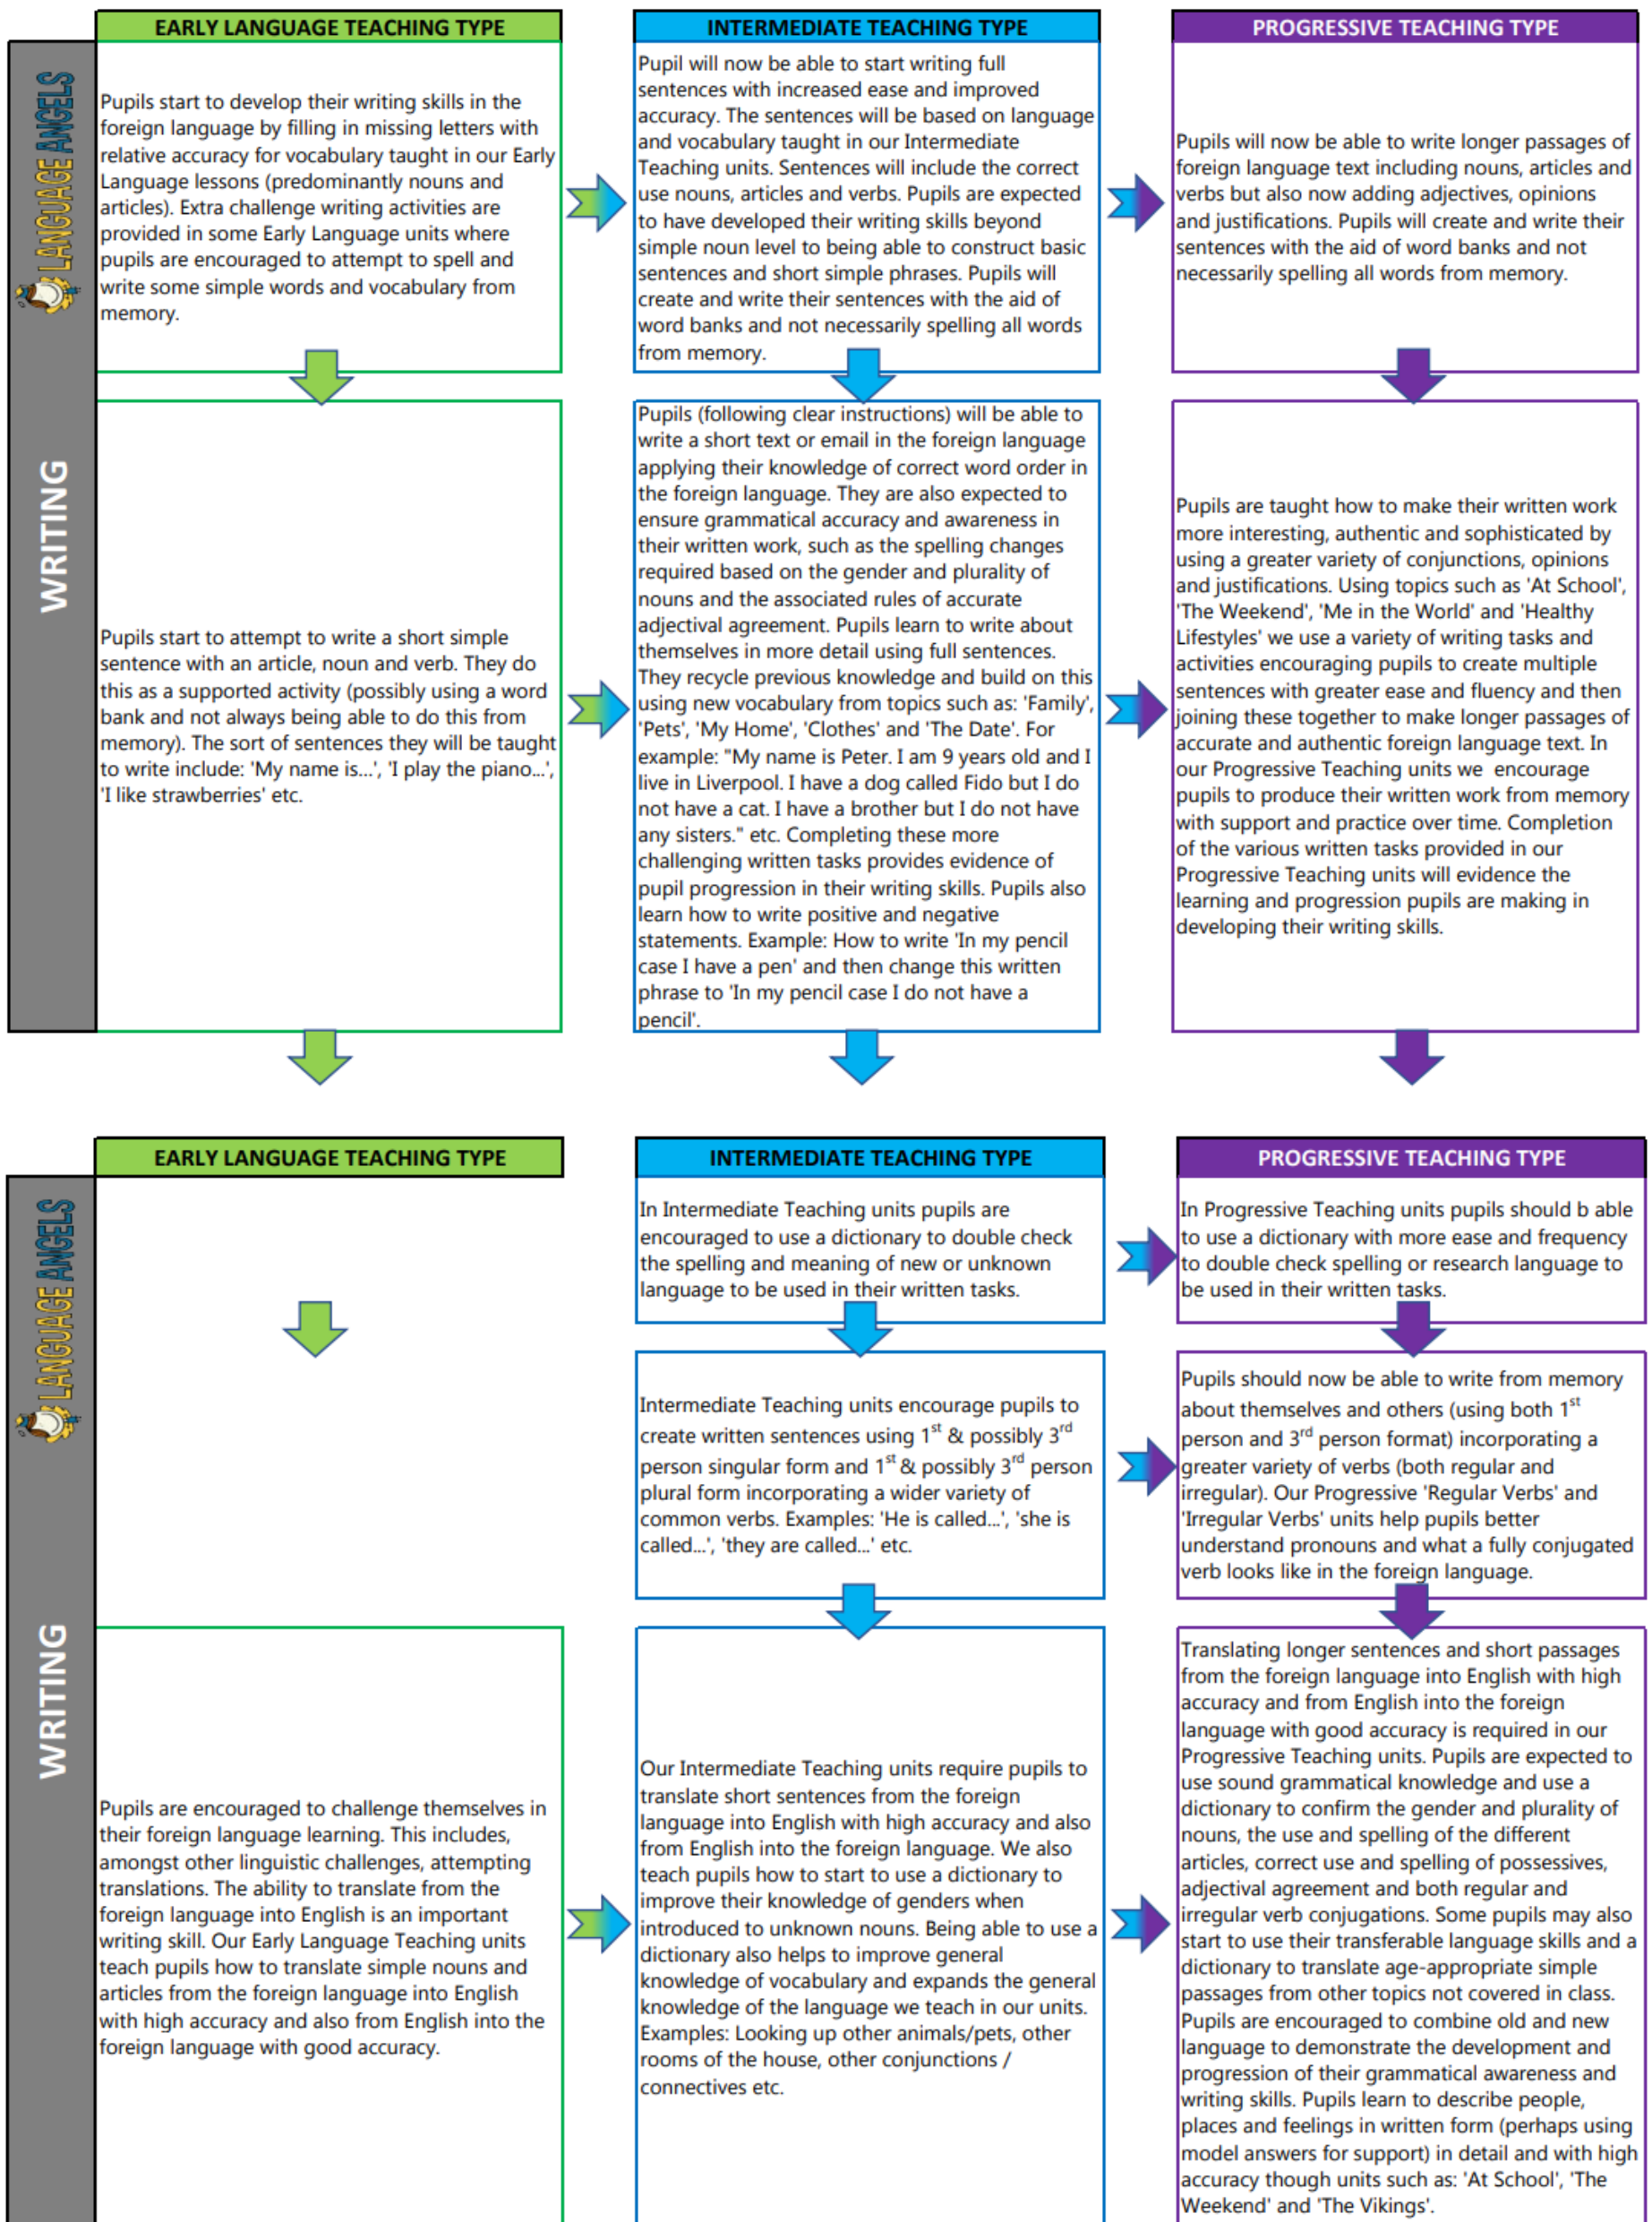 EARLY LANGUAGE TEACHING TYPE
INTERMEDIATE TEACHING TYPE
PROGRESSIVE TEACHING TYPE
LANGUAGE ANGELS
WRITING
Pupils start to develop their writing skills in the
foreign language by filling in missing letters with
relative accuracy for vocabulary taught in our Early
Language lessons (predominantly nouns and
articles). Extra challenge writing activities are
provided in some Early Language units where
pupils are encouraged to attempt to spell and
write some simple words and vocabulary from
memory.
Pupil will now be able to start writing full
sentences with increased ease and improved
accuracy. The sentences will be based on language
and vocabulary taught in our Intermediate
Teaching units. Sentences will include the correct
use nouns, articles and verbs. Pupils are expected
to have developed their writing skills beyond
simple noun level to being able to construct basic
sentences and short simple phrases. Pupils will
create and write their sentences with the aid of
word banks and not necessarily spelling all words
from memory.
Pupils will now be able to write longer passages of
foreign language text including nouns, articles and
verbs but also now adding adjectives, opinions
and justifications. Pupils will create and write their
sentences with the aid of word banks and not
necessarily spelling all words from memory.
Pupils start to attempt to write a short simple
sentence with an article, noun and verb. They do
this as a supported activity (possibly using a word
bank and not always being able to do this from
memory). The sort of sentences they will be taught
to write include: 'My name is...', 'I play the piano...',
'I like strawberries' etc.
Pupils (following clear instructions) will be able to
write a short text or email in the foreign language
applying their knowledge of correct word order in
the foreign language. They are also expected to
ensure grammatical accuracy and awareness in
their written work, such as the spelling changes
required based on the gender and plurality of
nouns and the associated rules of accurate
adjectival agreement. Pupils learn to write about
themselves in more detail using full sentences.
They recycle previous knowledge and build on this
using new vocabulary from topics such as: 'Family',
'Pets', 'My Home', 'Clothes' and 'The Date'. For
example: "My name is Peter. I am 9 years old and I
live in Liverpool. I have a dog called Fido but I do
not have a cat. I have a brother but I do not have
any sisters." etc. Completing these more
challenging written tasks provides evidence of
pupil progression in their writing skills. Pupils also
learn how to write positive and negative
statements. Example: How to write 'In my pencil
case I have a pen' and then change this written
phrase to 'In my pencil case I do not have a
pencil'.
Pupils are taught how to make their written work
more interesting, authentic and sophisticated by
using a greater variety of conjunctions, opinions
and justifications. Using topics such as 'At School',
'The Weekend', 'Me in the World' and 'Healthy
Lifestyles' we use a variety of writing tasks and
activities encouraging pupils to create multiple
sentences with greater ease and fluency and then
joining these together to make longer passages of
accurate and authentic foreign language text. In
our Progressive Teaching units we encourage
pupils to produce their written work from memory
with support and practice over time. Completion
of the various written tasks provided in our
Progressive Teaching units will evidence the
learning and progression pupils are making in
developing their writing skills.
EARLY LANGUAGE TEACHING TYPE
INTERMEDIATE TEACHING TYPE
PROGRESSIVE TEACHING TYPE
LANGUAGE ANGELS
WRITING
In Intermediate Teaching units pupils are
encouraged to use a dictionary to double check
the spelling and meaning of new or unknown
language to be used in their written tasks.
In Progressive Teaching units pupils should b able
to use a dictionary with more ease and frequency
to double check spelling or research language to
be used in their written tasks.
Intermediate Teaching units encourage pupils to
create written sentences using 1st & possibly 3rd
person singular form and 1st & possibly 3rd person
plural form incorporating a wider variety of
common verbs. Examples: 'He is called...', 'she is
called...', 'they are called...' etc.
Pupils should now be able to write from memory
about themselves and others (using both 1st
person and 3rd person format) incorporating a
greater variety of verbs (both regular and
irregular). Our Progressive 'Regular Verbs' and
'Irregular Verbs' units help pupils better
understand pronouns and what a fully conjugated
verb looks like in the foreign language.
Pupils are encouraged to challenge themselves in
their foreign language learning. This includes,
amongst other linguistic challenges, attempting
translations. The ability to translate from the
foreign language into English is an important
writing skill. Our Early Language Teaching units
teach pupils how to translate simple nouns and
articles from the foreign language into English
with high accuracy and also from English into the
foreign language with good accuracy.
Our Intermediate Teaching units require pupils to
translate short sentences from the foreign
language into English with high accuracy and also
from English into the foreign language. We also
teach pupils how to start to use a dictionary to
improve their knowledge of genders when
introduced to unknown nouns. Being able to use a
dictionary also helps to improve general
knowledge of vocabulary and expands the general
knowledge of the language we teach in our units.
Examples: Looking up other animals/pets, other
rooms of the house, other conjunctions /
connectives etc.
Translating longer sentences and short passages
from the foreign language into English with high
accuracy and from English into the foreign
language with good accuracy is required in our
Progressive Teaching units. Pupils are expected to
use sound grammatical knowledge and use a
dictionary to confirm the gender and plurality of
nouns, the use and spelling of the different
articles, correct use and spelling of possessives,
adjectival agreement and both regular and
irregular verb conjugations. Some pupils may also
start to use their transferable language skills and a
dictionary to translate age-appropriate simple
passages from other topics not covered in class.
Pupils are encouraged to combine old and new
language to demonstrate the development and
progression of their grammatical awareness and
writing skills. Pupils learn to describe people,
places and feelings in written form (perhaps using
model answers for support) in detail and with high
accuracy though units such as: 'At School', 'The
Weekend' and 'The Vikings'.